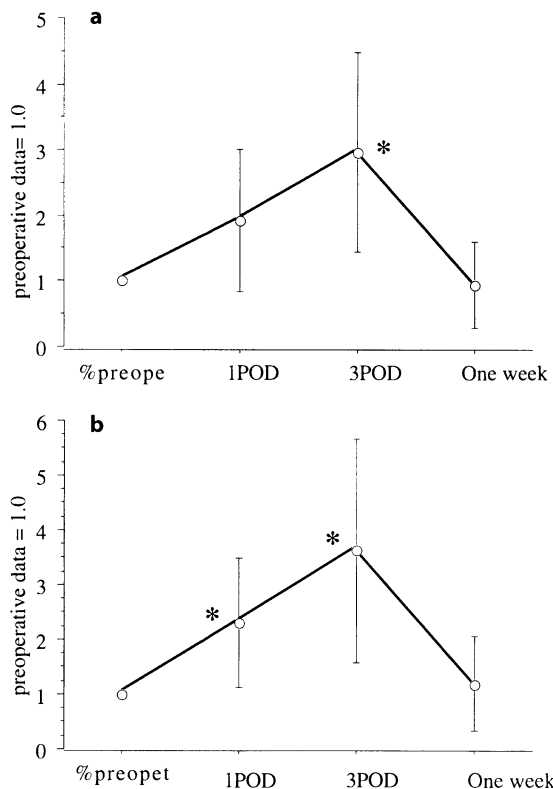 a
5
4
3
2
1
0
preoperative data= 1.0
*
%preope 1POD 3POD One week
b
6
5
4
3
2
1
0
preoperative data = 1.0
*
*
%preopet 1POD 3POD One week